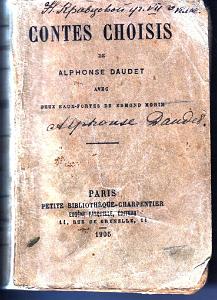 CONTES CHOISIS
DE
ALPHONSE DAUDET
AVEC
DEUX EAUX-FORTES DE EDMOND MORIN
Alphonse Daudet
PARIS
PETITE BIBLIOTHÈQUE-CHARPENTIER
EUGÈNE FASQUELLE, ÉDITEUR
11, RUE DE GRENELLE, 11
1905